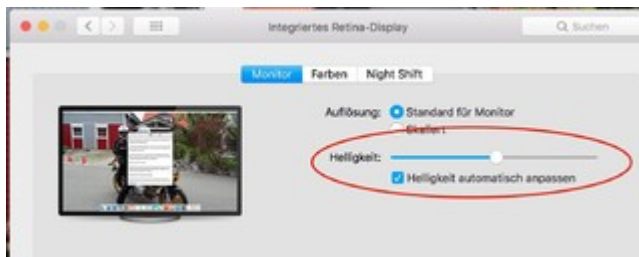 Integriertes Retina-Display
Suchen
Monitor Farben Night Shift
Auflösung: Standard für Monitor
Skaliert
Helligkeit:
Helligkeit automatisch anpassen